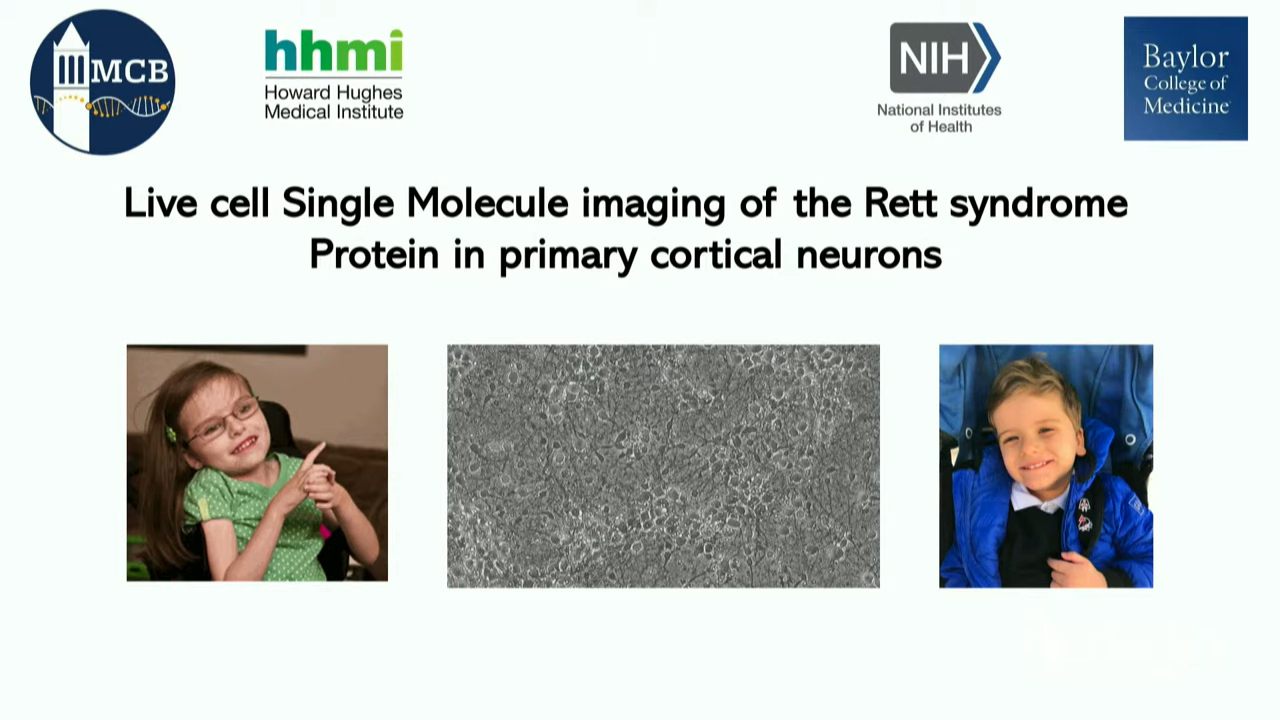 MCB
hhmi
Howard Hughes
Medical Institute
NIH
National Institutes
of Health
Baylor
College of
Medicine
Live cell Single Molecule imaging of the Rett syndrome
Protein in primary cortical neurons